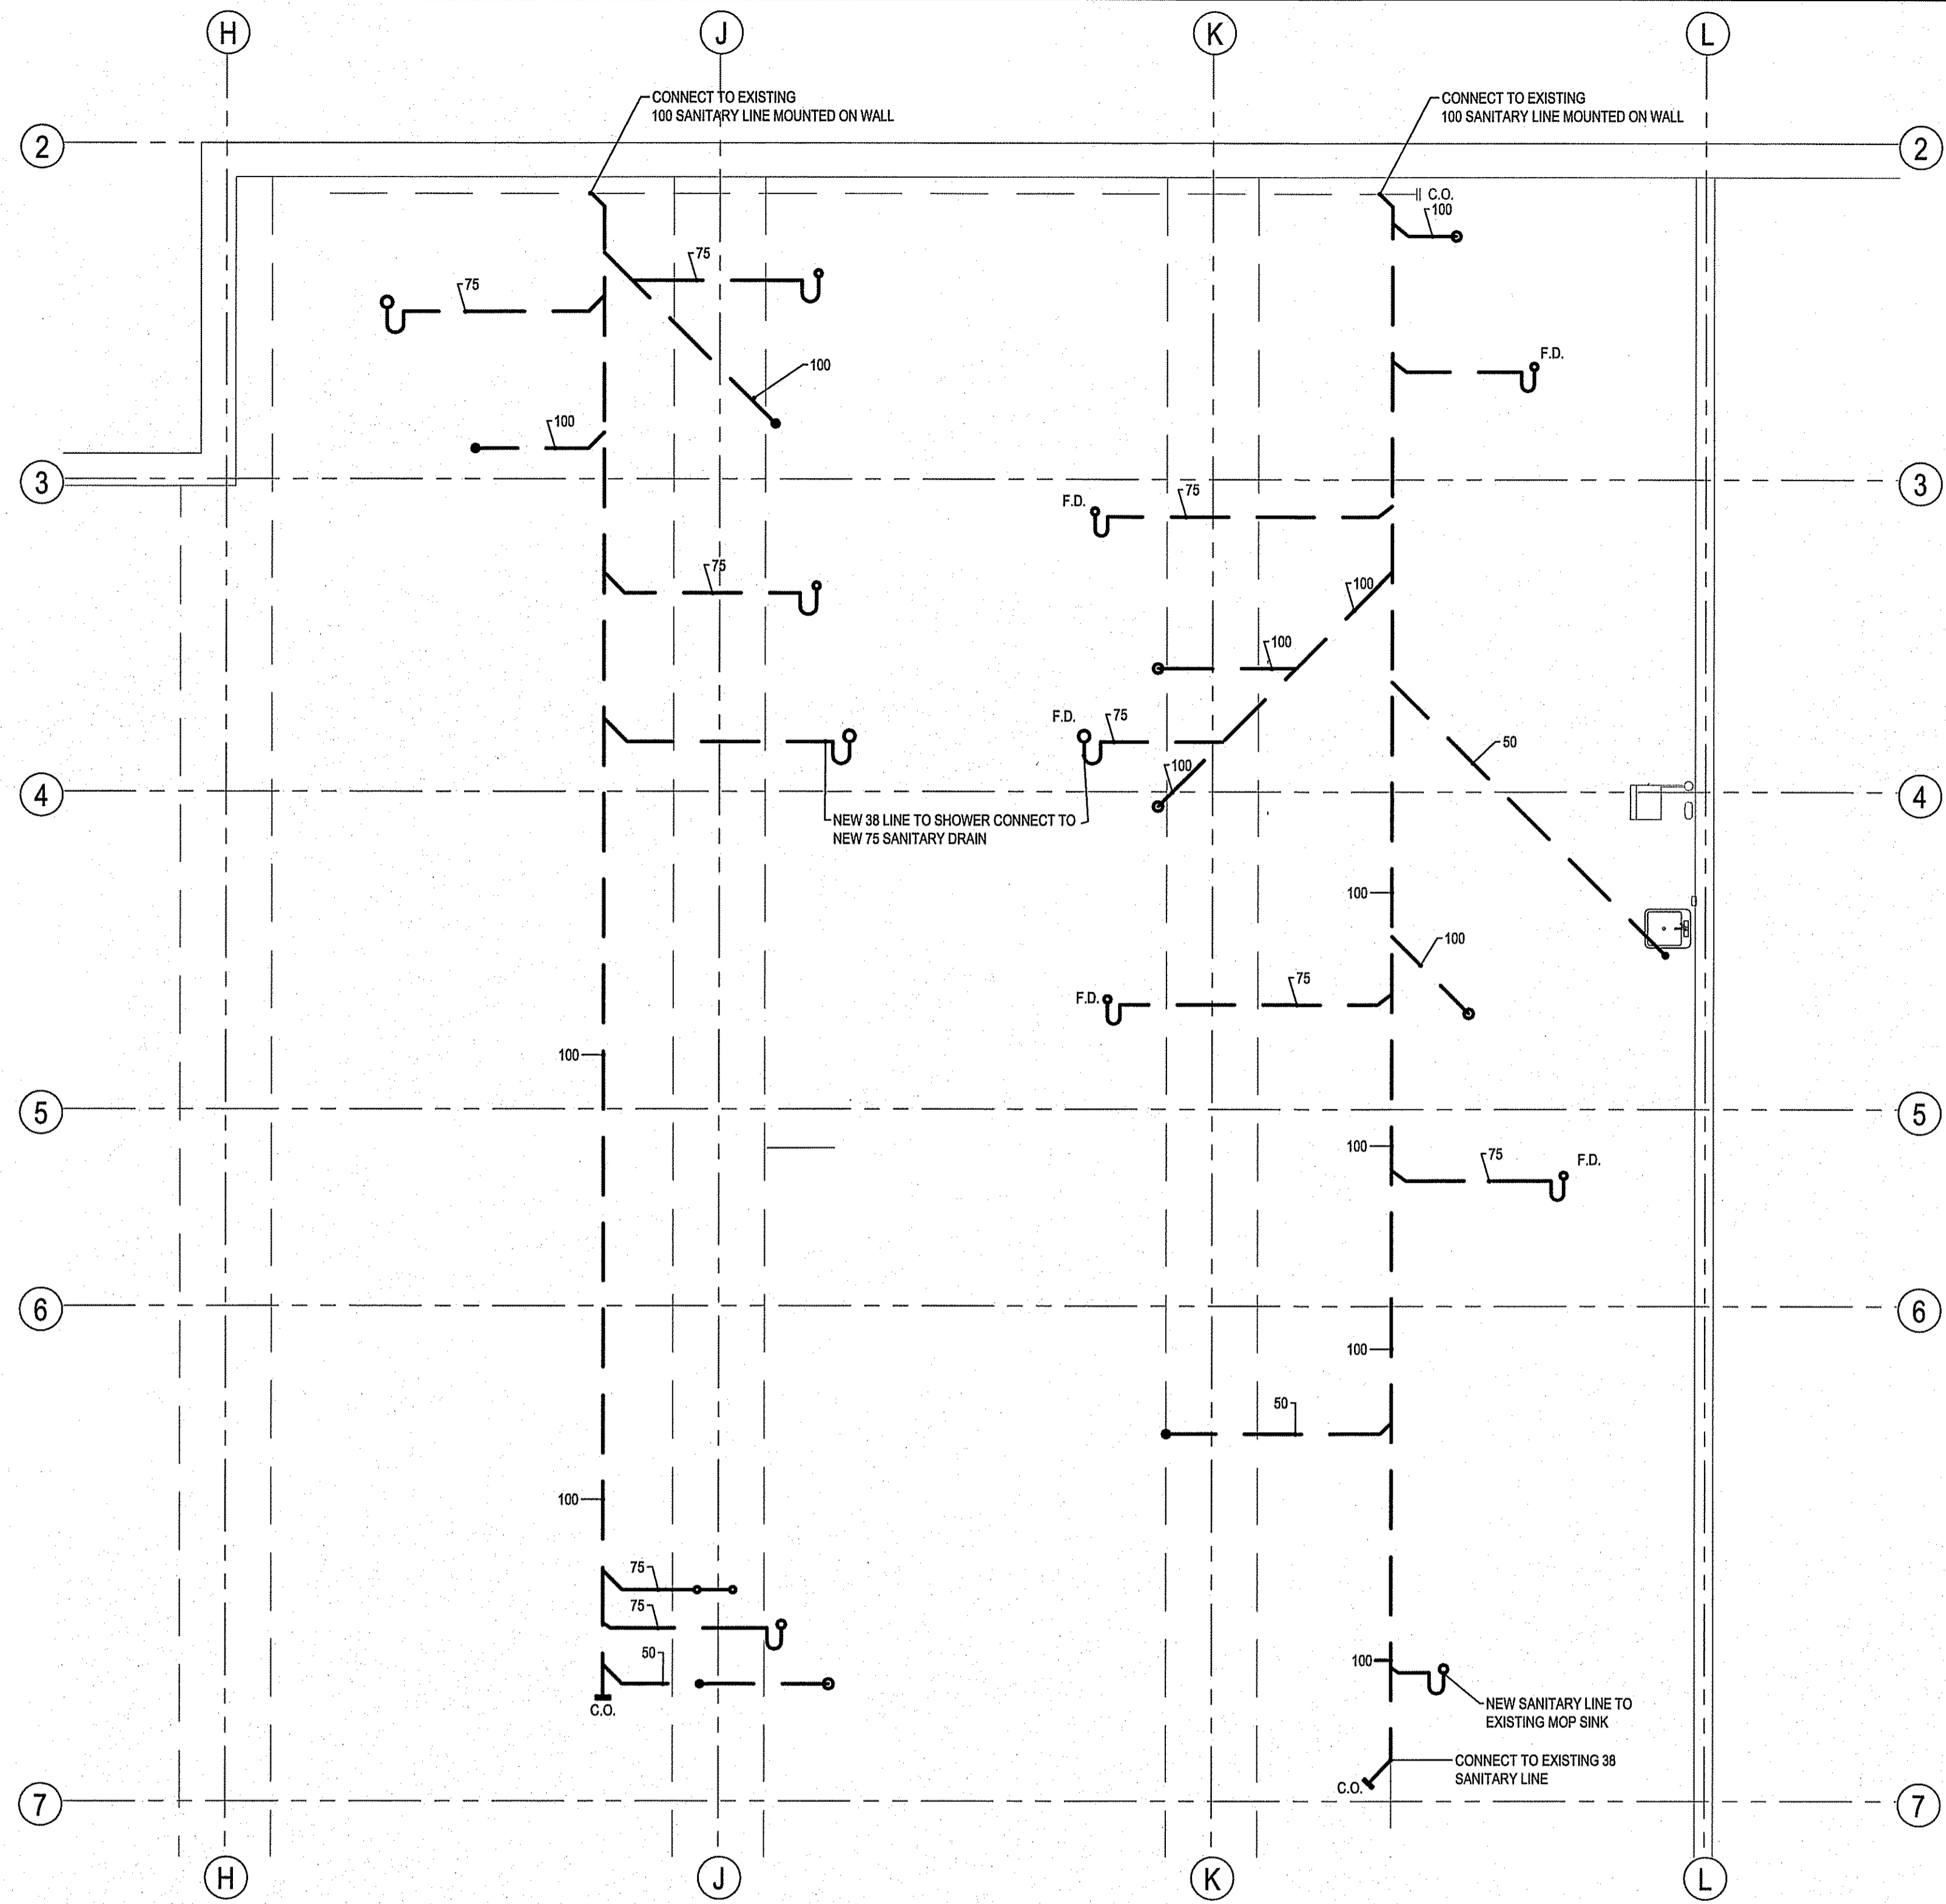 H
J
K
L
CONNECT TO EXISTING
100 SANITARY LINE MOUNTED ON WALL
CONNECT TO EXISTING
100 SANITARY LINE MOUNTED ON WALL
2
2
C.O.
100
75
75
F.D.
100
100
3
3
F.D.
75
75
100
100
F.D.
75
50
100
4
4
NEW 38 LINE TO SHOWER CONNECT TO
NEW 75 SANITARY DRAIN
100
100
F.D.
75
100
5
5
100
75
F.D.
6
6
100
50
100
75
75
50
100
C.O.
NEW SANITARY LINE TO
EXISTING MOP SINK
CONNECT TO EXISTING 38
SANITARY LINE
C.O.
7
7
H
J
K
L